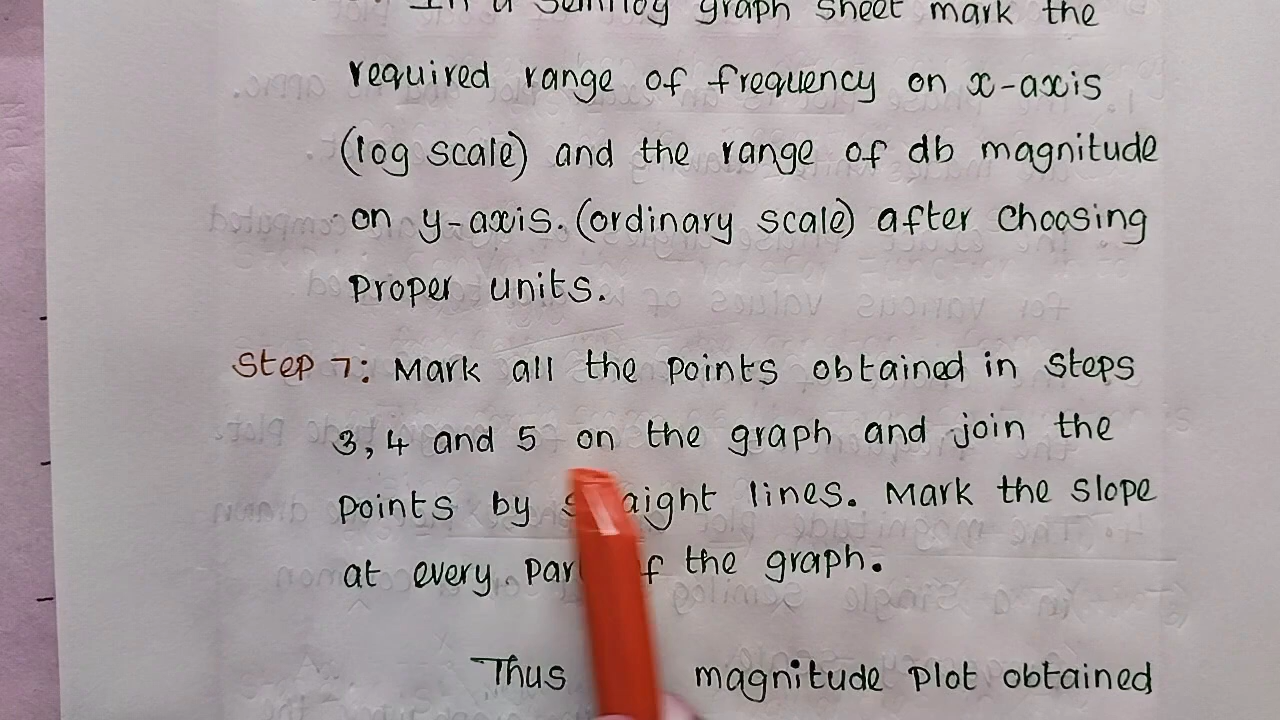 In a semilog graph sheet mark the
required range of frequency on x-axis
(log scale) and the range of db magnitude
on y-axis. (ordinary scale) after choosing
proper units.
Step 7: Mark all the points obtained in steps
3, 4 and 5 on the graph and join the
points by lines. Mark the slope
at every the graph.
Thus magnitude plot obtained